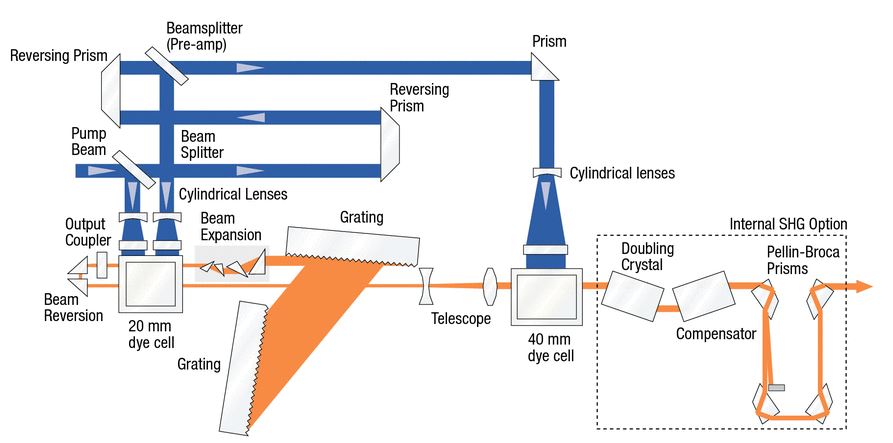 Beamsplitter
(Pre-amp)
Reversing Prism
Prism
Reversing
Prism
Pump
Beam
Beam
Splitter
Cylindrical Lenses
Cylindrical lenses
Output
Coupler
Beam
Expansion
Grating
Internal SHG Option
Doubling
Crystal
Pellin-Broca
Prisms
Beam
Reversion
20 mm
dye cell
Telescope
Compensator
40 mm
dye cell
Grating